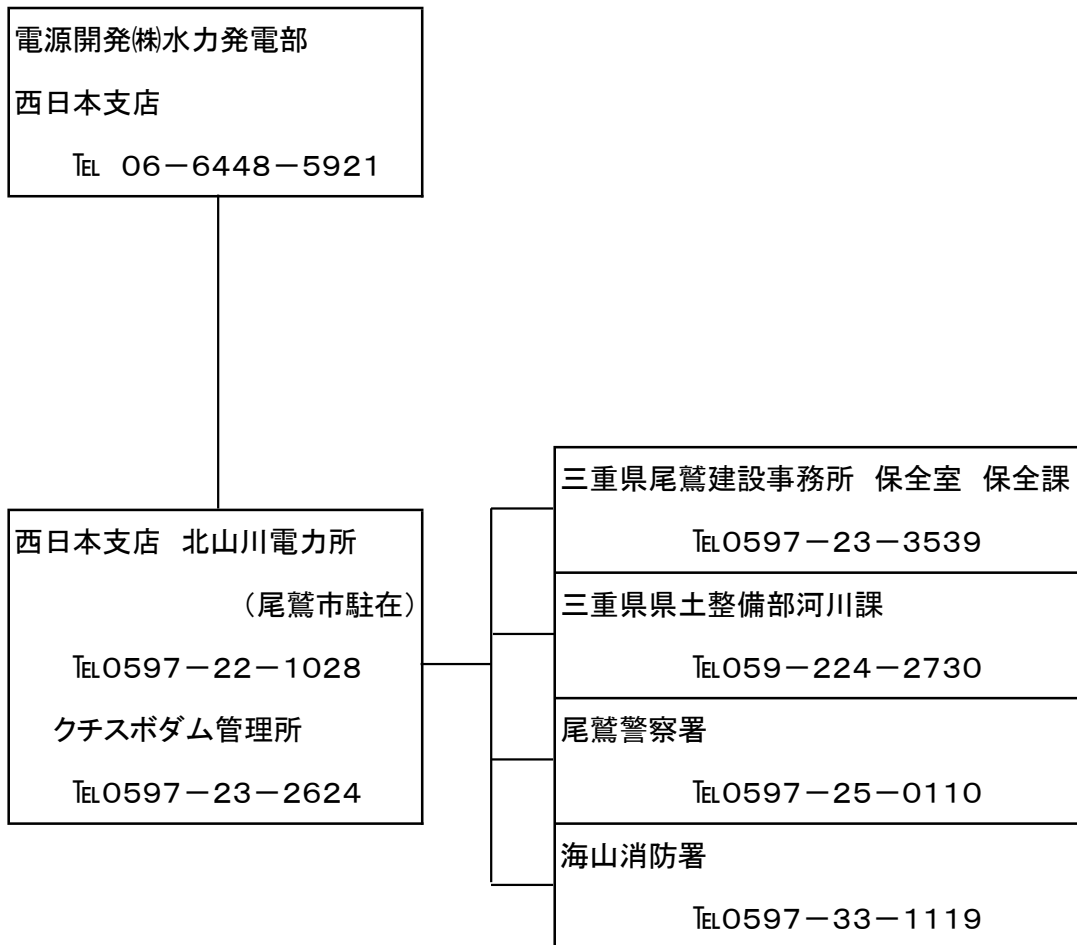 電源開発㈱水力発電部
西日本支店
℡ 06－6448－5921
西日本支店 北山川電力所
（尾鷲市駐在）
℡0597－22－1028
クチスボダム管理所
℡0597－23－2624
三重県尾鷲建設事務所 保全室 保全課
℡0597－23－3539
三重県県土整備部河川課
℡059－224－2730
尾鷲警察署
℡0597－25－0110
海山消防署
℡0597－33－1119